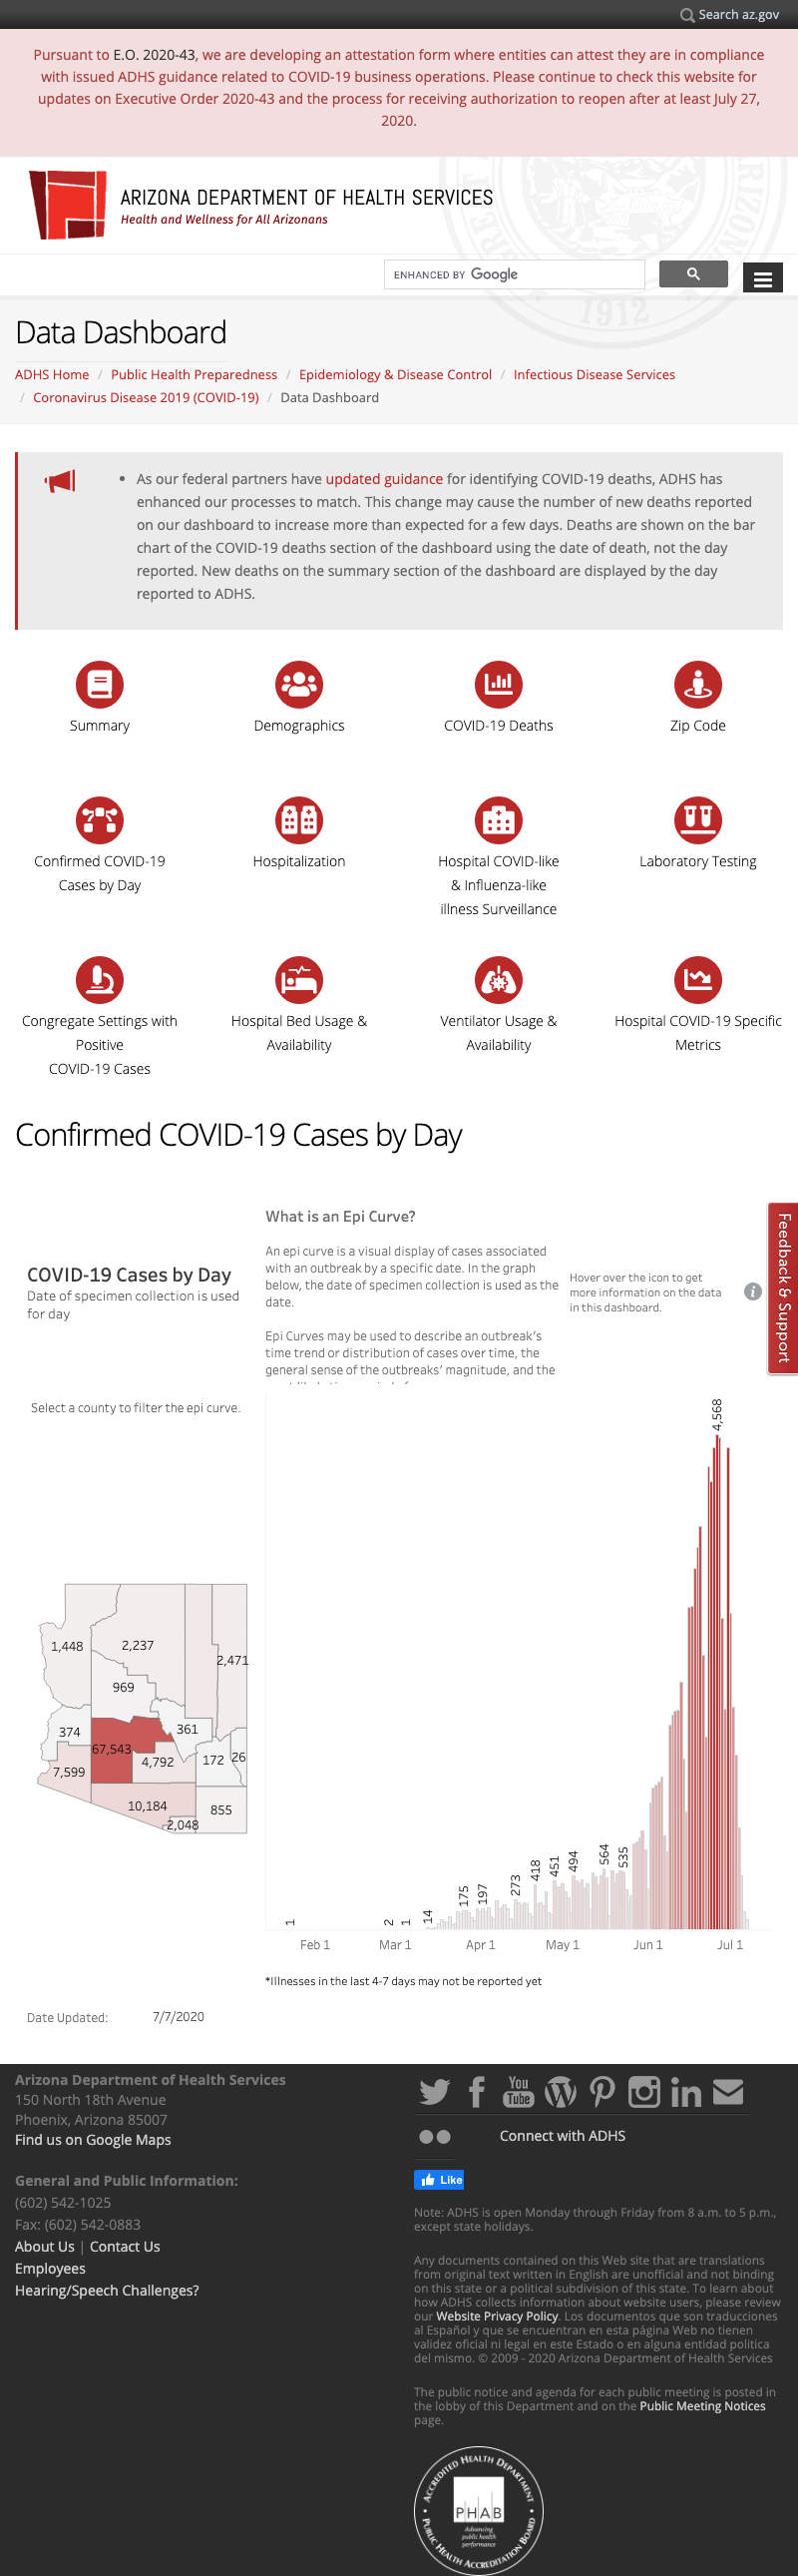 Search az.gov
Pursuant to E.O. 2020-43, we are developing an attestation form where entities can attest they are in compliance
with issued ADHS guidance related to COVID-19 business operations. Please continue to check this website for
updates on Executive Order 2020-43 and the process for receiving authorization to reopen after at least July 27,
2020.
ARIZONA DEPARTMENT OF HEALTH SERVICES
Health and Wellness for All Arizonans
ENHANCED BY Google
1912
Data Dashboard
ADHS Home / Public Health Preparedness / Epidemiology & Disease Control / Infectious Disease Services
/ Coronavirus Disease 2019 (COVID-19) / Data Dashboard
• As our federal partners have updated guidance for identifying COVID-19 deaths, ADHS has
enhanced our processes to match. This change may cause the number of new deaths reported
on our dashboard to increase more than expected for a few days. Deaths are shown on the bar
chart of the COVID-19 deaths section of the dashboard using the date of death, not the day
reported. New deaths on the summary section of the dashboard are displayed by the day
reported to ADHS.
Summary
Demographics
COVID-19 Deaths
Zip Code
Confirmed COVID-19
Cases by Day
Hospitalization
Hospital COVID-like
& Influenza-like
illness Surveillance
Laboratory Testing
Congregate Settings with
Positive
COVID-19 Cases
Hospital Bed Usage &
Availability
Ventilator Usage &
Availability
Hospital COVID-19 Specific
Metrics
Confirmed COVID-19 Cases by Day
Feedback & Support
COVID-19 Cases by Day
Date of specimen collection is used
for day
What is an Epi Curve?
An epi curve is a visual display of cases associated
with an outbreak by a specific date. In the graph
below, the date of specimen collection is used as the
date.
Epi Curves may be used to describe an outbreak's
time trend or distribution of cases over time, the
general sense of the outbreaks' magnitude, and the
Hover over the icon to get
more information on the data
in this dashboard.
Select a county to filter the epi curve.
1,448
2,237
2,471
969
374
361
67,543
4,792
172
26
7,599
10,184
855
2,048
1
2
1
14
175
197
273
418
451
494
564
535
4,568
Feb 1
Mar 1
Apr 1
May 1
Jun 1
Jul 1
*Illnesses in the last 4-7 days may not be reported yet
Date Updated: 7/7/2020
Arizona Department of Health Services
150 North 18th Avenue
Phoenix, Arizona 85007
Find us on Google Maps
General and Public Information:
(602) 542-1025
Fax: (602) 542-0883
About Us | Contact Us
Employees
Hearing/Speech Challenges?
You
Tube
Connect with ADHS
Like
Note: ADHS is open Monday through Friday from 8 a.m. to 5 p.m.,
except state holidays.
Any documents contained on this Web site that are translations
from original text written in English are unofficial and not binding
on this state or a political subdivision of this state. To learn about
how ADHS collects information about website users, please review
our Website Privacy Policy. Los documentos que son traducciones
al Español y que se encuentran en esta página Web no tienen
validez oficial ni legal en este Estado o en alguna entidad política
del mismo. © 2009 - 2020 Arizona Department of Health Services
The public notice and agenda for each public meeting is posted in
the lobby of this Department and on the Public Meeting Notices
page.
ACCREDITED HEALTH DEPARTMENT
PHAB
Advancing
public health
performance
PUBLIC HEALTH ACCREDITATION BOARD